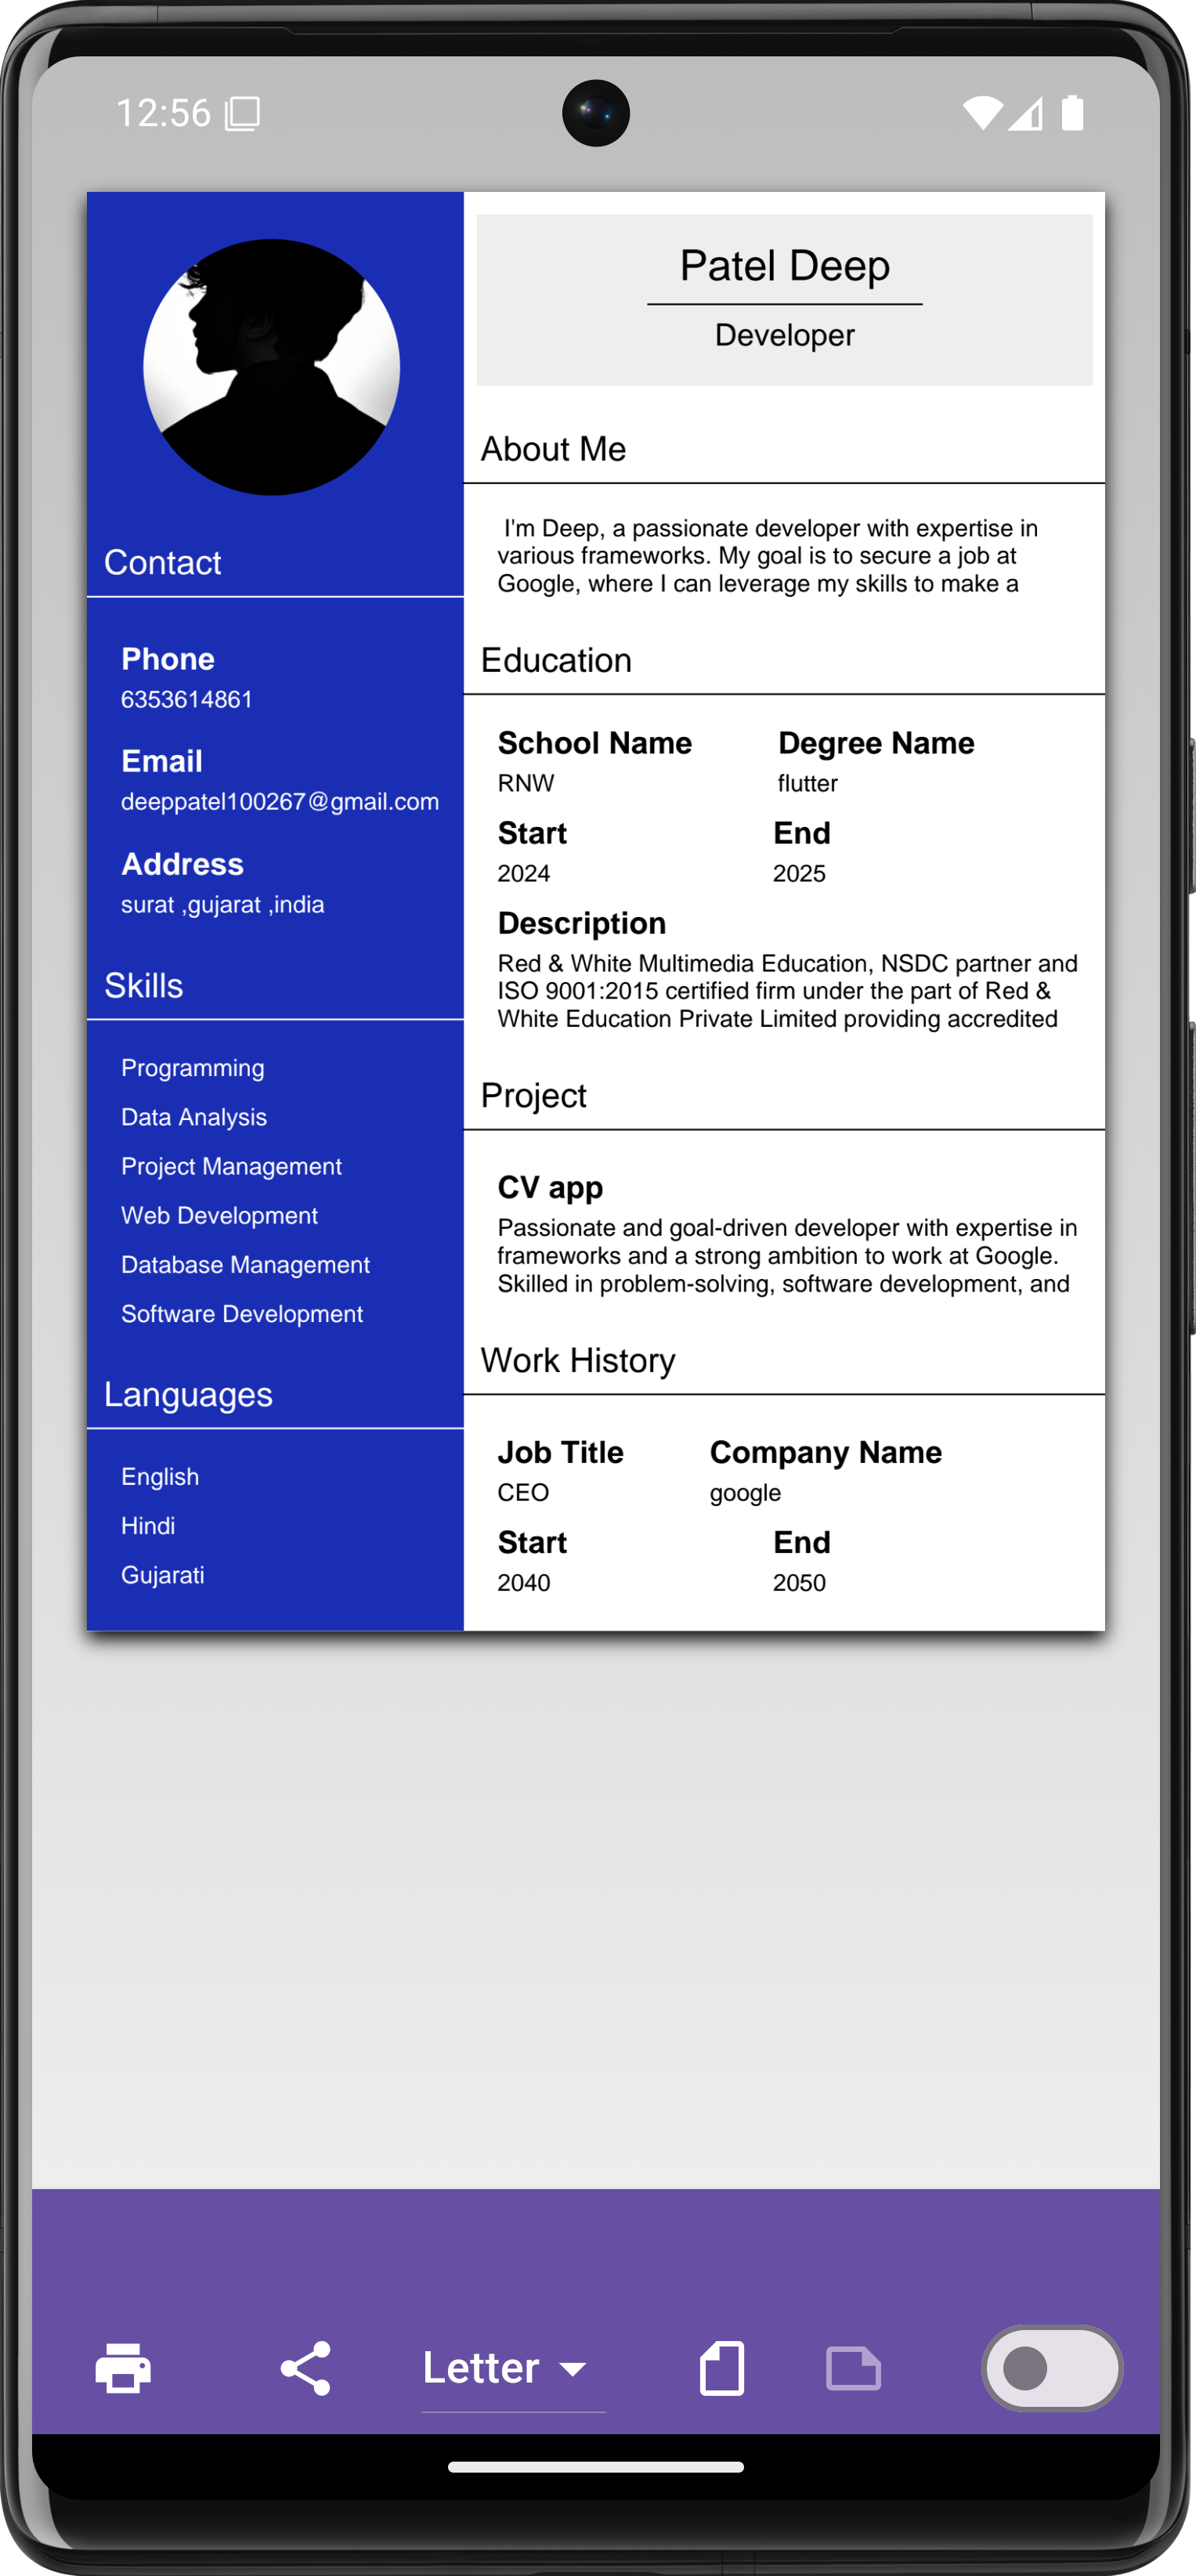 12:56
Patel Deep
Developer
Contact
Phone
6353614861
Email
deeppatel100267@gmail.com
Address
surat ,gujarat ,india
Skills
Programming
Data Analysis
Project Management
Web Development
Database Management
Software Development
Languages
English
Hindi
Gujarati
About Me
I'm Deep, a passionate developer with expertise in
various frameworks. My goal is to secure a job at
Google, where I can leverage my skills to make a
Education
School Name Degree Name
RNW flutter
Start End
2024 2025
Description
Red & White Multimedia Education, NSDC partner and
ISO 9001:2015 certified firm under the part of Red &
White Education Private Limited providing accredited
Project
CV app
Passionate and goal-driven developer with expertise in
frameworks and a strong ambition to work at Google.
Skilled in problem-solving, software development, and
Work History
Job Title Company Name
CEO google
Start End
2040 2050
Letter